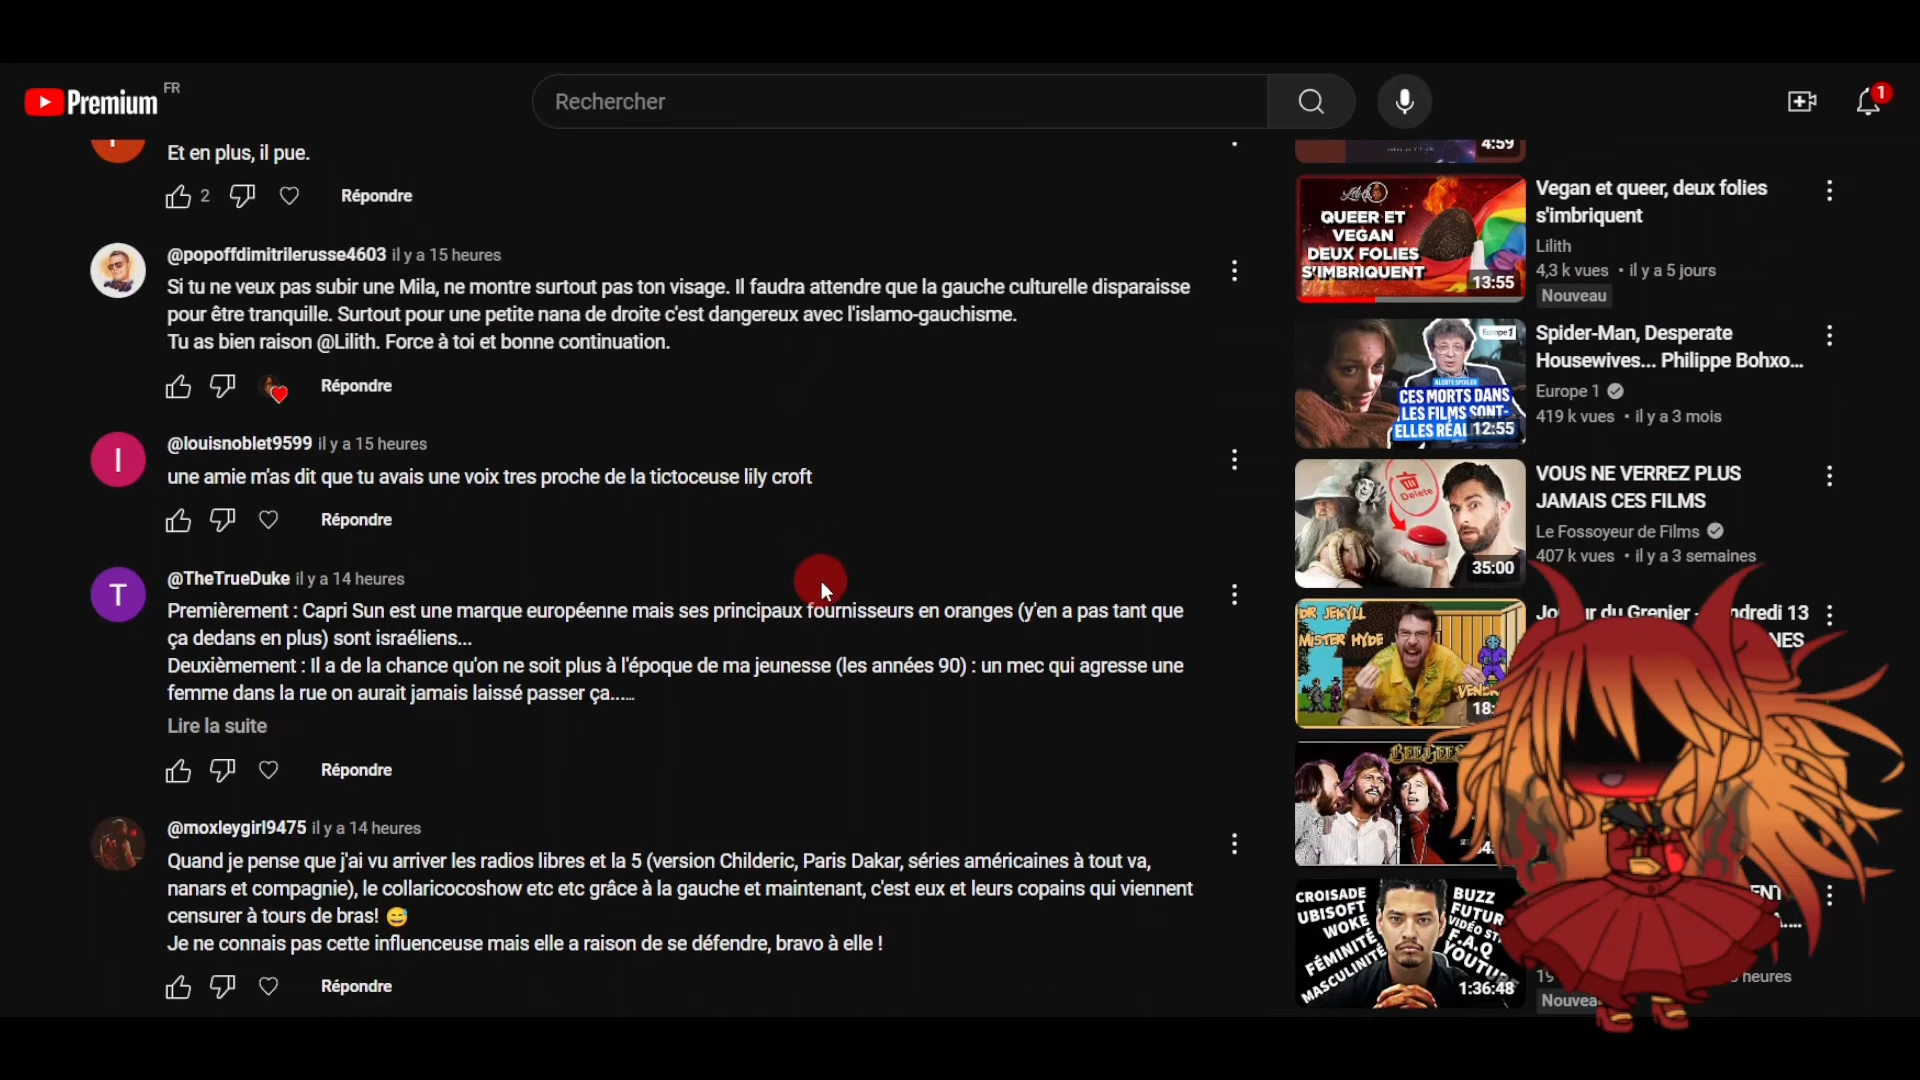 Premium FR
Rechercher
1
Et en plus, il pue.
2
Répondre
@popoffdimitrilerusse4603 il y a 15 heures
Si tu ne veux pas subir une Mila, ne montre surtout pas ton visage. Il faudra attendre que la gauche culturelle disparaisse
pour être tranquille. Surtout pour une petite nana de droite c'est dangereux avec l'islamo-gauchisme.
Tu as bien raison @Lilith. Force à toi et bonne continuation.
Répondre
I
@louisnoblet9599 il y a 15 heures
une amie m'as dit que tu avais une voix tres proche de la tictoceuse lily croft
Répondre
T
@TheTrueDuke il y a 14 heures
Premièrement : Capri Sun est une marque européenne mais ses principaux fournisseurs en oranges (y'en a pas tant que
ça dedans en plus) sont israéliens...
Deuxièmement : Il a de la chance qu'on ne soit plus à l'époque de ma jeunesse (les années 90) : un mec qui agresse une
femme dans la rue on aurait jamais laissé passer ça......
Lire la suite
Répondre
@moxleygirl9475 il y a 14 heures
Quand je pense que j'ai vu arriver les radios libres et la 5 (version Childeric, Paris Dakar, séries américaines à tout va,
nanars et compagnie), le collaricocoshow etc etc grâce à la gauche et maintenant, c'est eux et leurs copains qui viennent
censurer à tours de bras! 😅
Je ne connais pas cette influenceuse mais elle a raison de se défendre, bravo à elle !
Répondre
4:59
Lilith
QUEER ET
VEGAN
DEUX FOLIES
S'IMBRIQUENT
13:55
Vegan et queer, deux folies
s'imbriquent
Lilith
4,3 k vues • il y a 5 jours
Nouveau
Europe 1
ALERTE SPOILER
CES MORTS DANS
LES FILMS SONT-
ELLES
12:55
Spider-Man, Desperate
Housewives... Philippe Bohxo...
Europe 1
419 k vues • il y a 3 mois
Delete
35:00
VOUS NE VERREZ PLUS
JAMAIS CES FILMS
Le Fossoyeur de Films
407 k vues • il y a 3 semaines
DR JEKYLL
MISTER HYDE
18:
du Grenier
13
NES
BEE GEES
CROISADE
UBISOFT
WOKE
FÉMINITÉ
MASCULINITÉ
BUZZ
FUTUR
VIDÉO
F.A.Q
1:36:48
heures